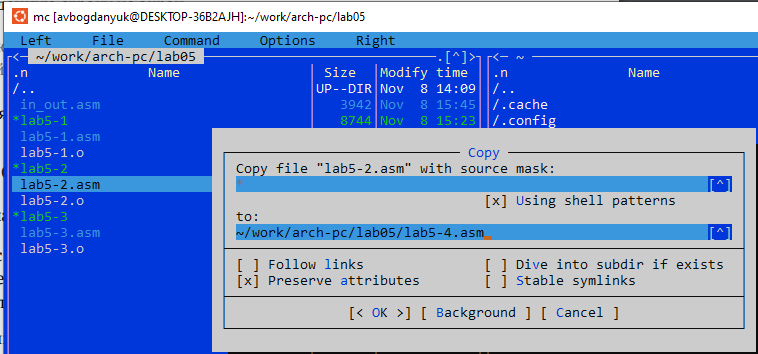 mc [avbogdanyuk@DESKTOP-36B2AJH]:~/work/arch-pc/lab05
Left File Command Options Right
<— ~/work/arch-pc/lab05 .[^]> <— ~
.n Name Size Modify time .n Name
/.. UP--DIR Nov 8 14:09 /..
in_out.asm 3942 Nov 8 15:45 /.cache
*lab5-1 8744 Nov 8 15:23 /.config
lab5-1.asm
lab5-1.o
*lab5-2
lab5-2.asm
lab5-2.o
*lab5-3
lab5-3.asm
lab5-3.o
Copy
Copy file "lab5-2.asm" with source mask:
* [^]
[x] Using shell patterns
to:
~/work/arch-pc/lab05/lab5-4.asm [^]
[ ] Follow links [ ] Dive into subdir if exists
[x] Preserve attributes [ ] Stable symlinks
[< OK >] [ Background ] [ Cancel ]